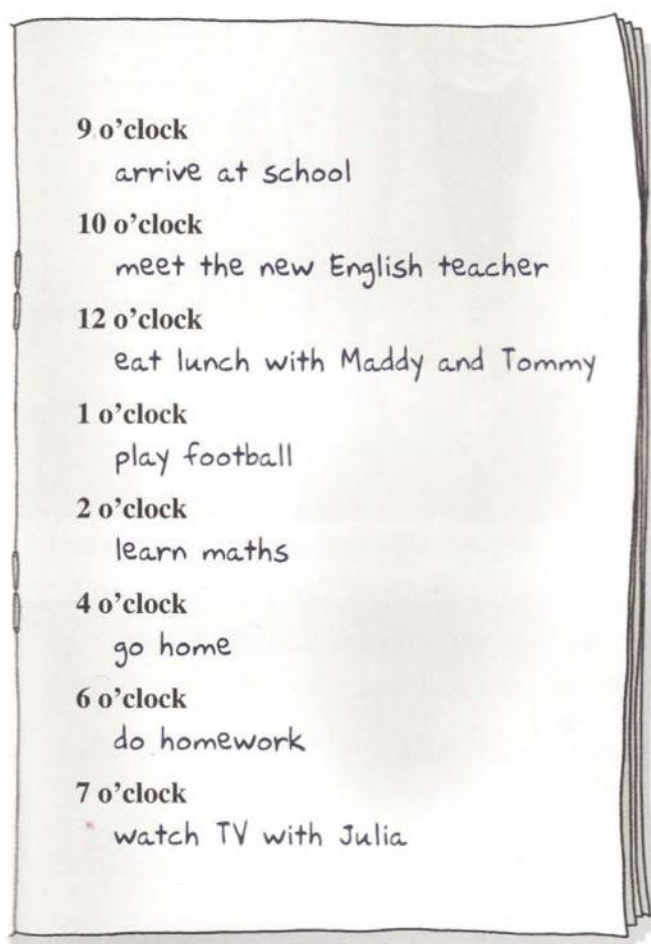 9 o'clock
arrive at school
10 o'clock
meet the new English teacher
12 o'clock
eat lunch with Maddy and Tommy
1 o'clock
play football
2 o'clock
learn maths
4 o'clock
go home
6 o'clock
do homework
7 o'clock
watch TV with Julia